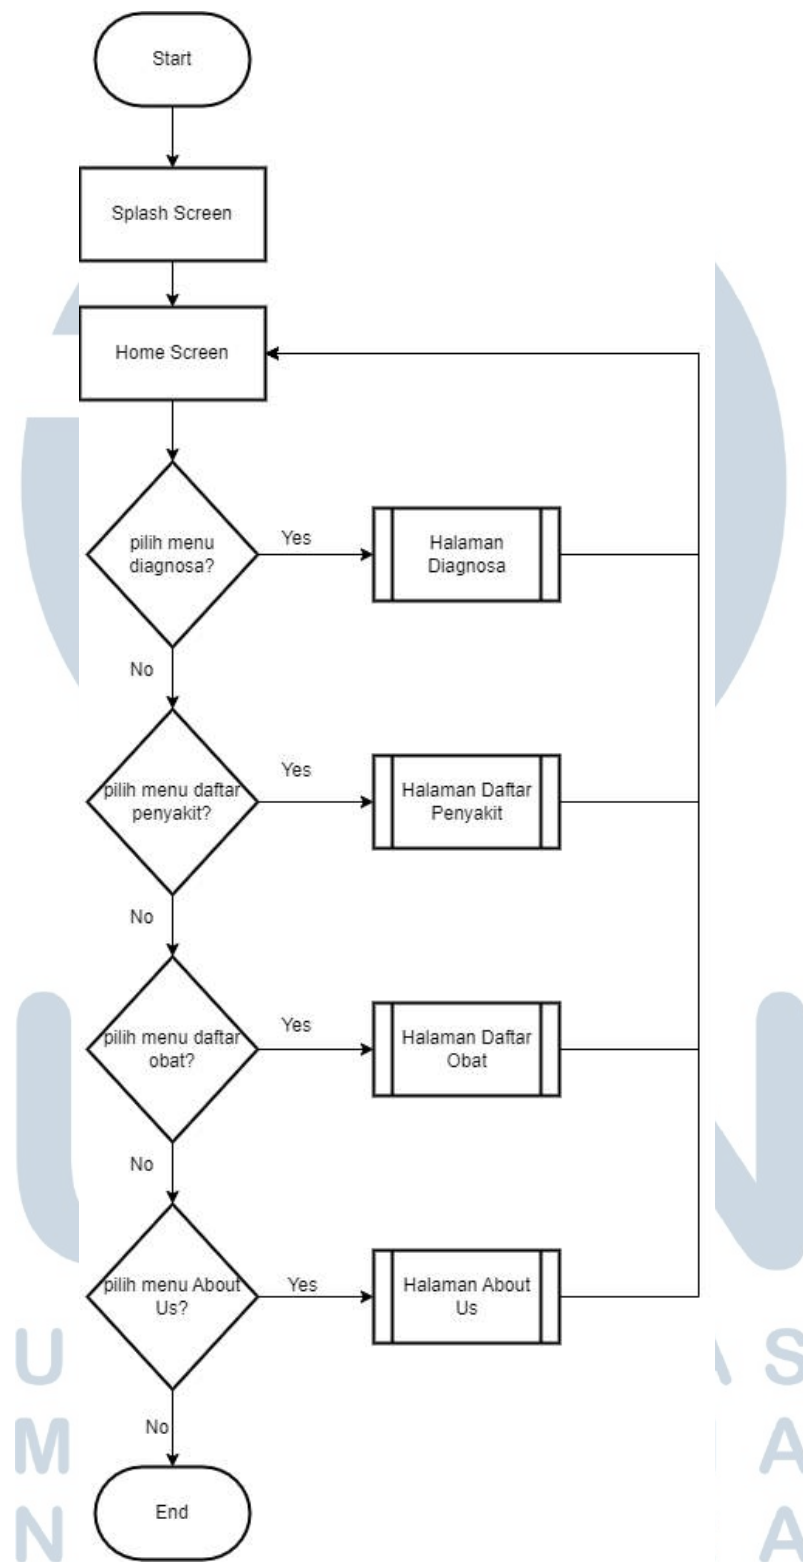 Start
Splash Screen
Home Screen
pilih menu
diagnosa?
Yes
Halaman
Diagnosa
No
pilih menu daftar
penyakit?
Yes
Halaman Daftar
Penyakit
No
pilih menu daftar
obat?
Yes
Halaman Daftar
Obat
No
pilih menu About
Us?
Yes
Halaman About
Us
No
End
U
S
M
A
N
A